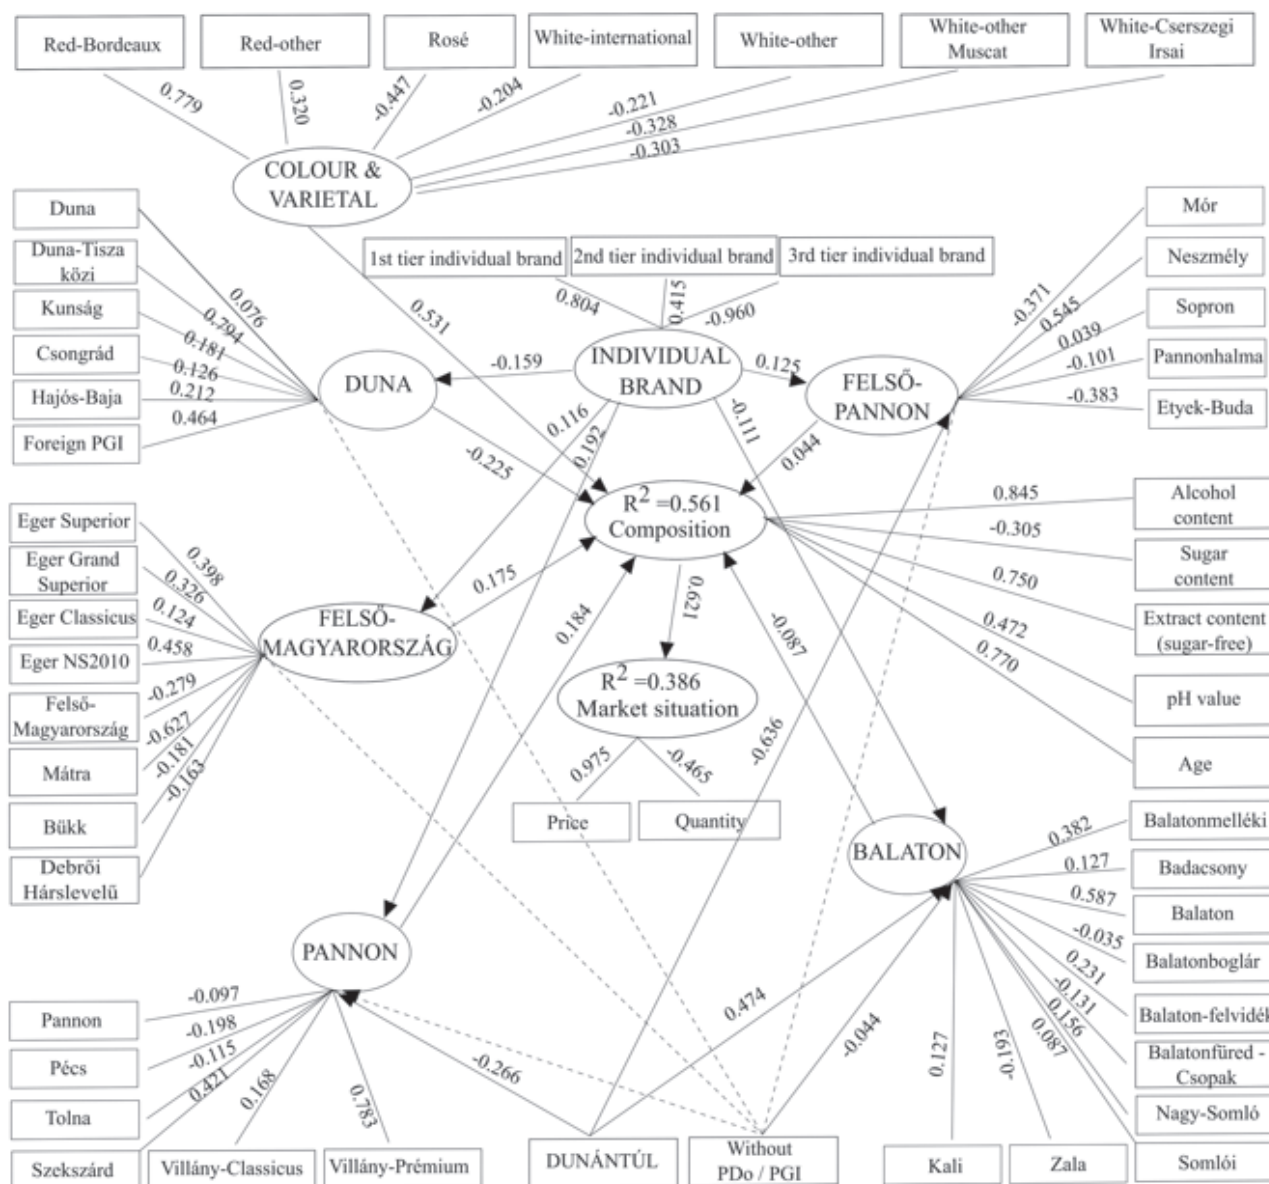 Red-Bordeaux
Red-other
Rosé
White-international
White-other
White-other
Muscat
White-Cserszegi
Irsai
0.779
0.320
-0.447
-0.204
-0.221
-0.328
-0.303
COLOUR &
VARIETAL
Duna
Duna-Tisza
közi
Kunság
Csongrád
Hajós-Baja
Foreign PGI
0.076
0.794
0.181
0.126
0.212
0.464
DUNA
1st tier individual brand
2nd tier individual brand
3rd tier individual brand
0.804
0.415
-0.960
INDIVIDUAL
BRAND
0.531
-0.159
0.125
0.116
0.192
-0.111
FELSŐ-
PANNON
Mór
Neszmély
Sopron
Pannonhalma
Etyek-Buda
-0.371
0.545
0.039
-0.101
-0.383
-0.225
0.044
R2 =0.561
Composition
0.845
-0.305
0.750
0.472
0.770
Alcohol
content
Sugar
content
Extract content
(sugar-free)
pH value
Age
Eger Superior
Eger Grand
Superior
Eger Classicus
Eger NS2010
Felső-
Magyarország
Mátra
Bükk
Debrői
Hárslevelű
0.398
0.326
0.124
0.458
-0.279
-0.627
-0.181
-0.163
FELSŐ-
MAGYARORSZÁG
0.175
0.184
0.621
-0.087
-0.636
R2 =0.386
Market situation
0.975
-0.465
Price
Quantity
BALATON
0.382
0.127
0.587
-0.035
0.231
-0.131
0.156
0.087
Balatonmelléki
Badacsony
Balaton
Balatonboglár
Balaton-felvidék
Balatonfüred -
Csopak
Nagy-Somló
Somlói
PANNON
Pannon
Pécs
Tolna
Szekszárd
Villány-Classicus
Villány-Prémium
-0.097
-0.198
-0.115
0.421
0.168
0.783
-0.266
0.474
-0.044
0.127
-0.193
DUNÁNTÚL
Without
PDo / PGI
Kali
Zala